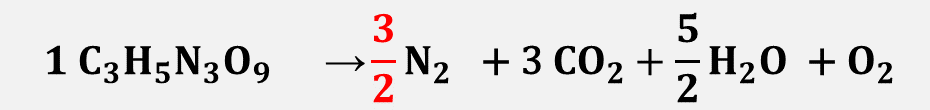 1 C₃H₅N₃O₉ → 3/2 N₂ + 3 CO₂ + 5/2 H₂O + O₂